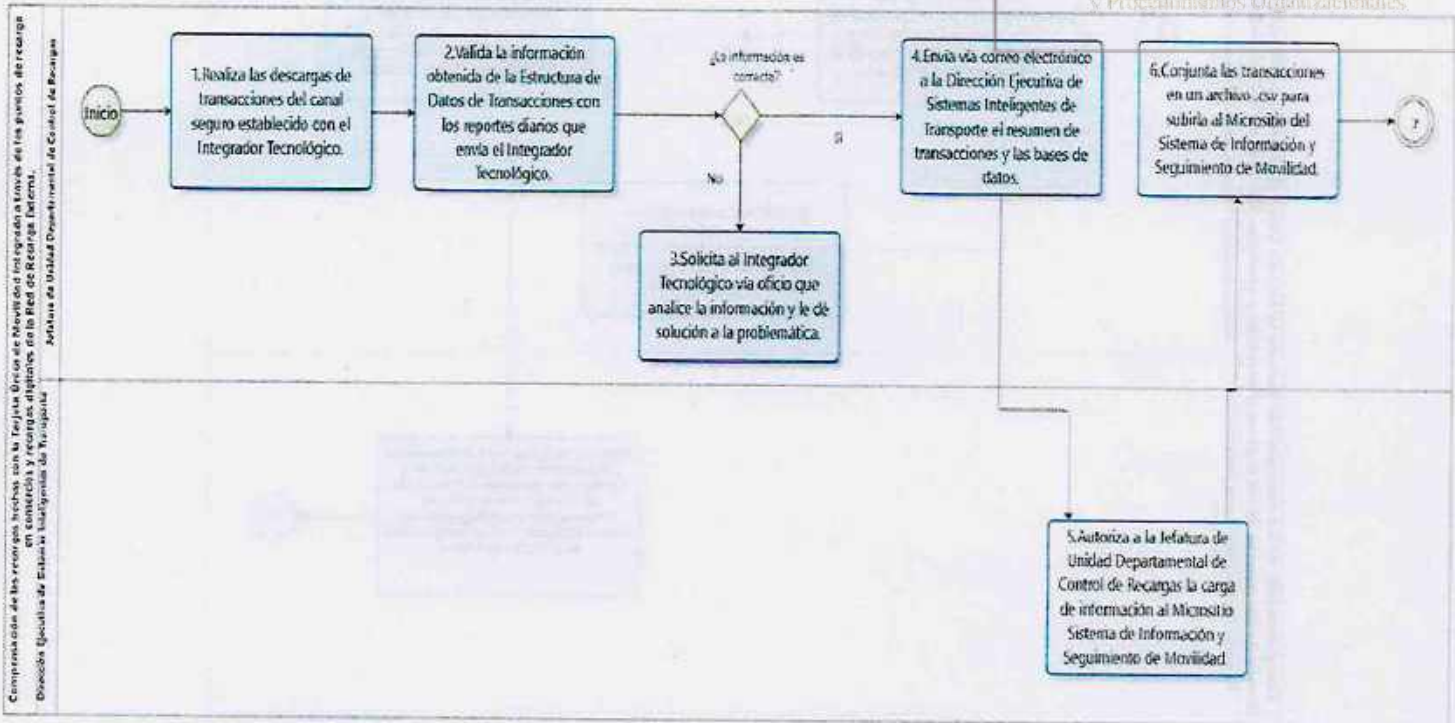 y Procedimientos Organizacionales
Compensación de las recargas hechas con la Tarjeta Única de Movilidad Integrada a través de los puntos de recarga
en comercios y recargas digitales de la Red de Recarga Externa.
Jefatura de Unidad Departamental de Control de Recargas
Inicio
1.Realiza las descargas de
transacciones del canal
seguro establecido con el
Integrador Tecnológico.
2.Valida la información
obtenida de la Estructura de
Datos de Transacciones con
los reportes diarios que
envía el Integrador
Tecnológico.
¿La información es
correcta?
Si
No
3.Solicita al Integrador
Tecnológico vía oficio que
analice la información y le dé
solución a la problemática.
4.Envía vía correo electrónico
a la Dirección Ejecutiva de
Sistemas Inteligentes de
Transporte el resumen de
transacciones y las bases de
datos.
6.Conjunta las transacciones
en un archivo .csv para
subirla al Micrositio del
Sistema de Información y
Seguimiento de Movilidad.
Dirección Ejecutiva de Sistemas Inteligentes de Transporte
5.Autoriza a la Jefatura de
Unidad Departamental de
Control de Recargas la carga
de información al Micrositio
Sistema de Información y
Seguimiento de Movilidad